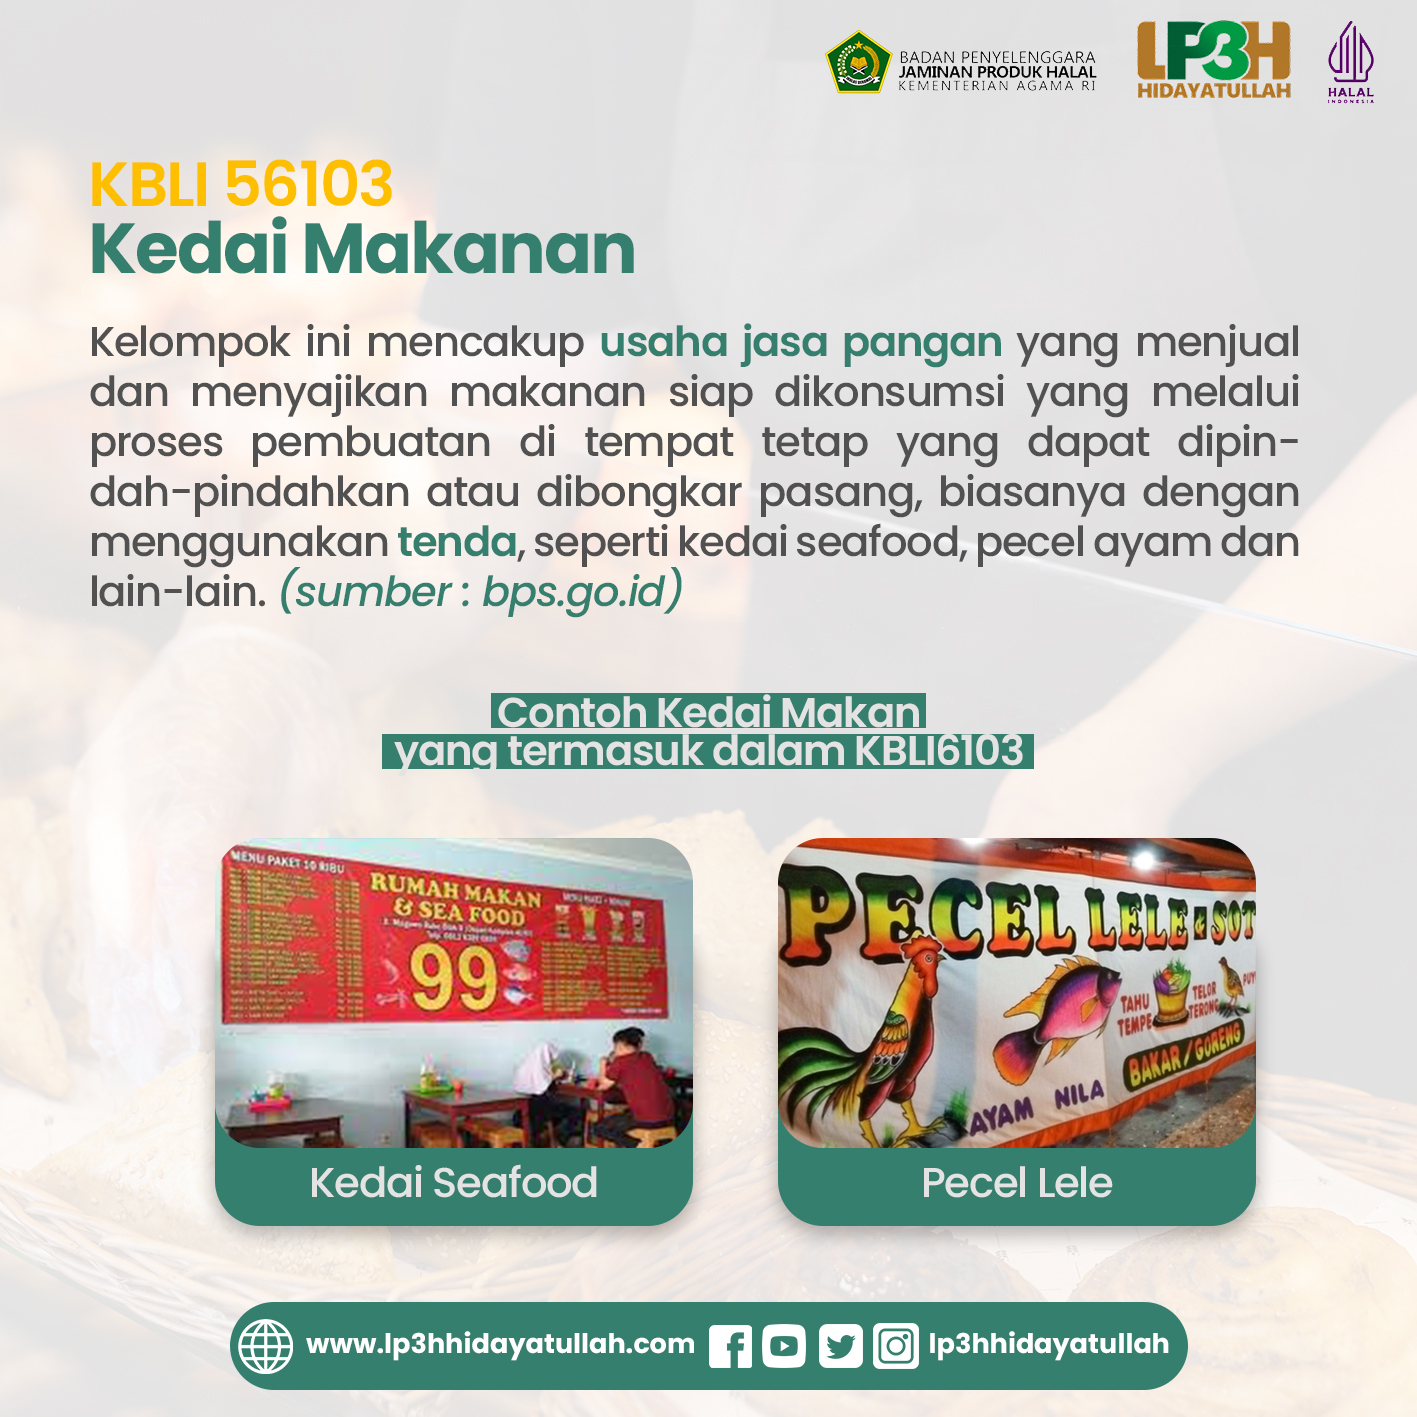 BADAN PENYELENGGARA
JAMINAN PRODUK HALAL
KEMENTERIAN AGAMA RI
LP3H
HIDAYATULLAH
HALAL
INDONESIA
KBLI 56103
Kedai Makanan
Kelompok ini mencakup usaha jasa pangan yang menjual
dan menyajikan makanan siap dikonsumsi yang melalui
proses pembuatan di tempat tetap yang dapat dipin-
dah-pindahkan atau dibongkar pasang, biasanya dengan
menggunakan tenda, seperti kedai seafood, pecel ayam dan
lain-lain. (sumber : bps.go.id)
Contoh Kedai Makan
yang termasuk dalam KBLI6103
MENU PAKET 10 RIBU
RUMAH MAKAN
& SEA FOOD
99
Kedai Seafood
PECEL LELE & SOT
TAHU
TEMPE
TELOR
TERONG
PUY
BAKAR / GORENG
AYAM NILA
Pecel Lele
www.lp3hhidayatullah.com lp3hhidayatullah